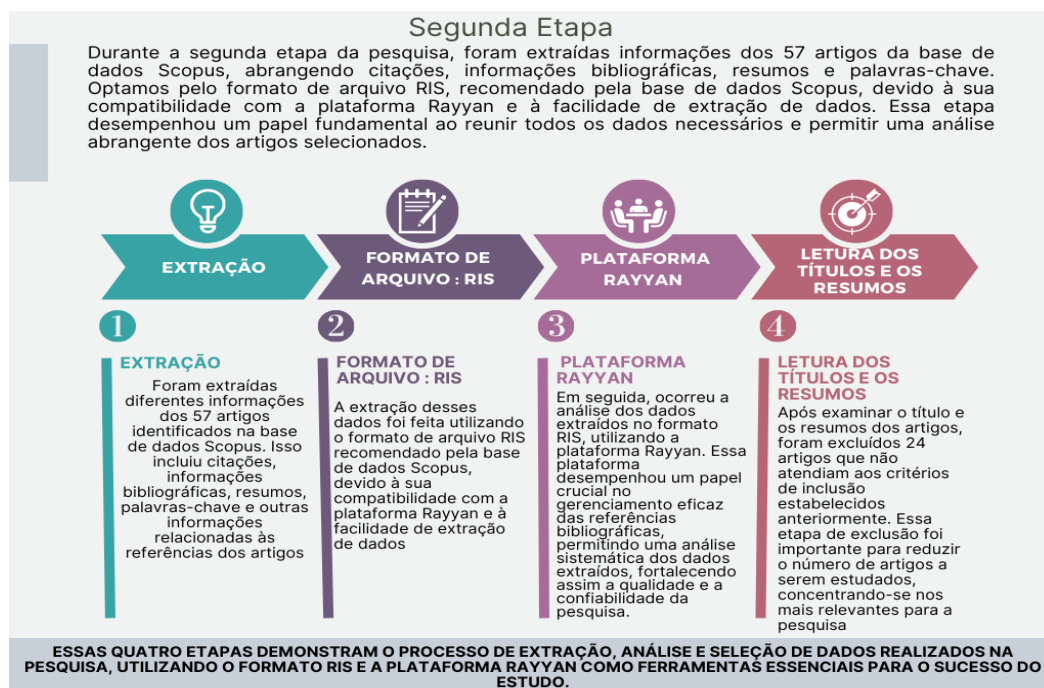 Segunda Etapa
Durante a segunda etapa da pesquisa, foram extraídas informações dos 57 artigos da base de
dados Scopus, abrangendo citações, informações bibliográficas, resumos e palavras-chave.
Optamos pelo formato de arquivo RIS, recomendado pela base de dados Scopus, devido à sua
compatibilidade com a plataforma Rayyan e à facilidade de extração de dados. Essa etapa
desempenhou um papel fundamental ao reunir todos os dados necessários e permitir uma análise
abrangente dos artigos selecionados.
EXTRAÇÃO
FORMATO DE
ARQUIVO : RIS
PLATAFORMA
RAYYAN
LETURA DOS
TÍTULOS E OS
RESUMOS
1
EXTRAÇÃO
Foram extraídas
diferentes informações
dos 57 artigos
identificados na base
de dados Scopus. Isso
incluiu citações,
informações
bibliográficas, resumos,
palavras-chave e outras
informações
relacionadas às
referências dos artigos
2
FORMATO DE
ARQUIVO : RIS
A extração desses
dados foi feita utilizando
o formato de arquivo RIS
recomendado pela base
de dados Scopus,
devido à sua
compatibilidade com a
plataforma Rayyan e à
facilidade de extração
de dados
3
PLATAFORMA
RAYYAN
Em seguida, ocorreu a
análise dos dados
extraídos no formato
RIS, utilizando a
plataforma Rayyan. Essa
plataforma
desempenhou um papel
crucial no
gerenciamento eficaz
das referências
bibliográficas,
permitindo uma análise
sistemática dos dados
extraídos, fortalecendo
assim a qualidade e a
confiabilidade da
pesquisa.
4
LETURA DOS
TÍTULOS E OS
RESUMOS
Após examinar o título e
os resumos dos artigos,
foram excluídos 24
artigos que não
atendiam aos critérios
de inclusão
estabelecidos
anteriormente. Essa
etapa de exclusão foi
importante para reduzir
o número de artigos a
serem estudados,
concentrando-se nos
mais relevantes para a
pesquisa
ESSAS QUATRO ETAPAS DEMONSTRAM O PROCESSO DE EXTRAÇÃO, ANÁLISE E SELEÇÃO DE DADOS REALIZADOS NA
PESQUISA, UTILIZANDO O FORMATO RIS E A PLATAFORMA RAYYAN COMO FERRAMENTAS ESSENCIAIS PARA O SUCESSO DO
ESTUDO.